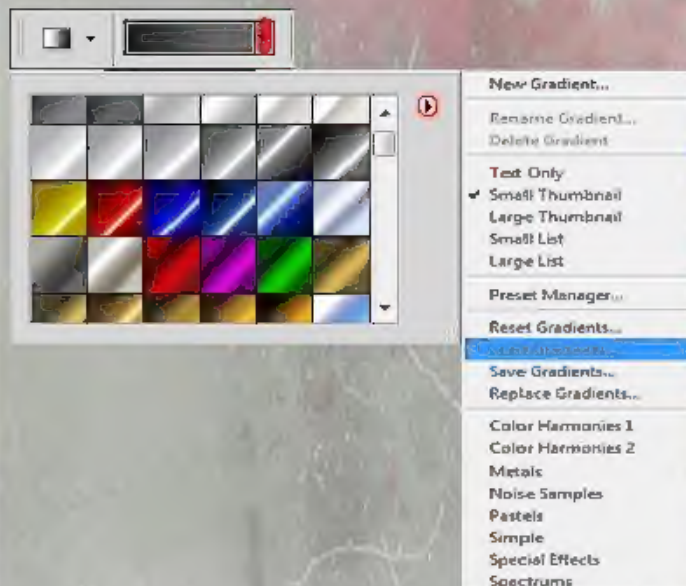 New Gradient...
Rename Gradient...
Delete Gradient
Text Only
Small Thumbnail
Large Thumbnail
Small List
Large List
Preset Manager...
Reset Gradients...
Save Gradients...
Replace Gradients...
Color Harmonies 1
Color Harmonies 2
Metals
Noise Samples
Pastels
Simple
Special Effects
Spectrums